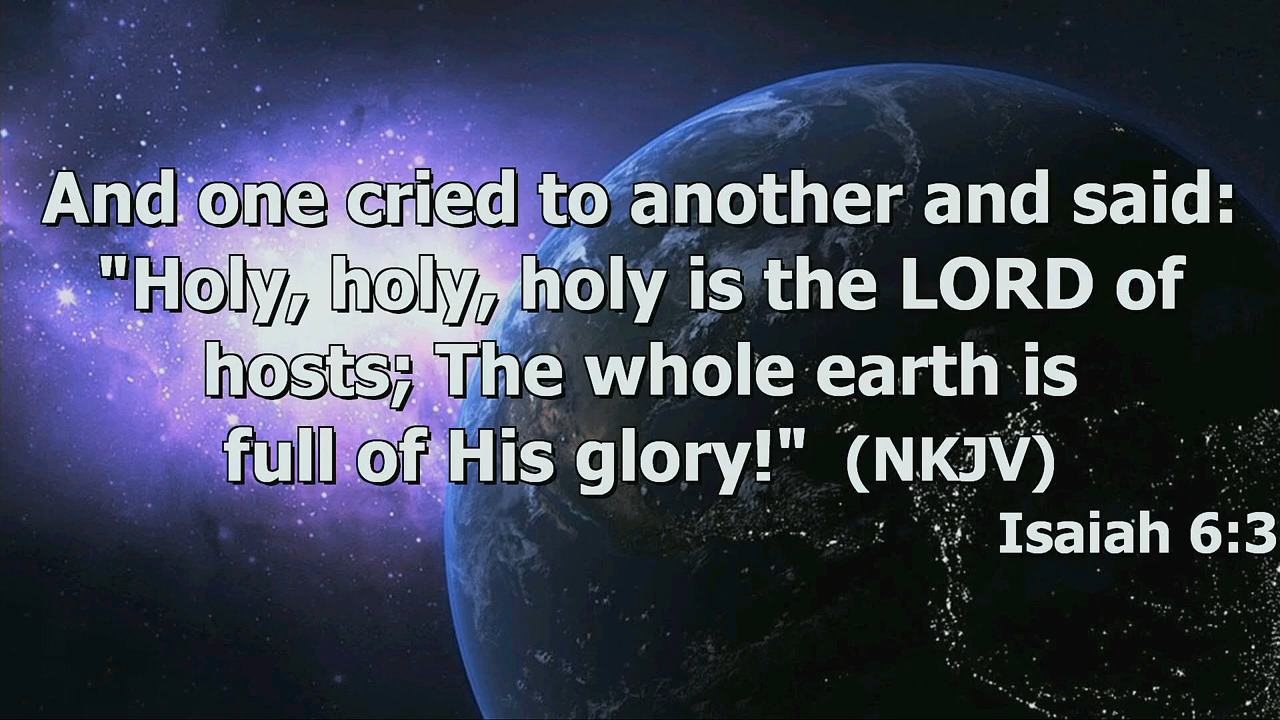 And one cried to another and said:
"Holy, holy, holy is the LORD of
hosts; The whole earth is
full of His glory!" (NKJV)
Isaiah 6:3